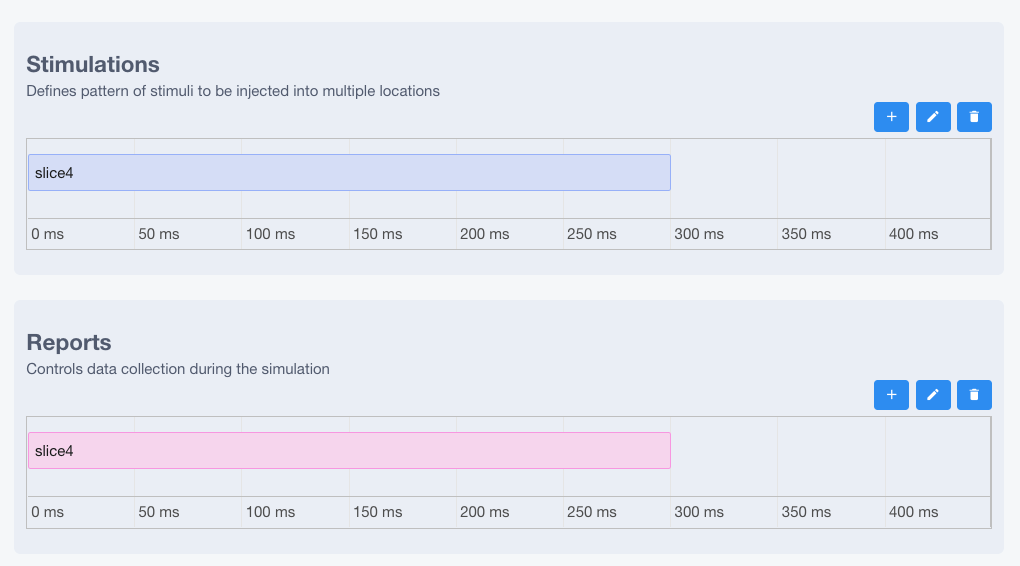 Stimulations
Defines pattern of stimuli to be injected into multiple locations
slice4
0 ms 50 ms 100 ms 150 ms 200 ms 250 ms 300 ms 350 ms 400 ms
Reports
Controls data collection during the simulation
slice4
0 ms 50 ms 100 ms 150 ms 200 ms 250 ms 300 ms 350 ms 400 ms